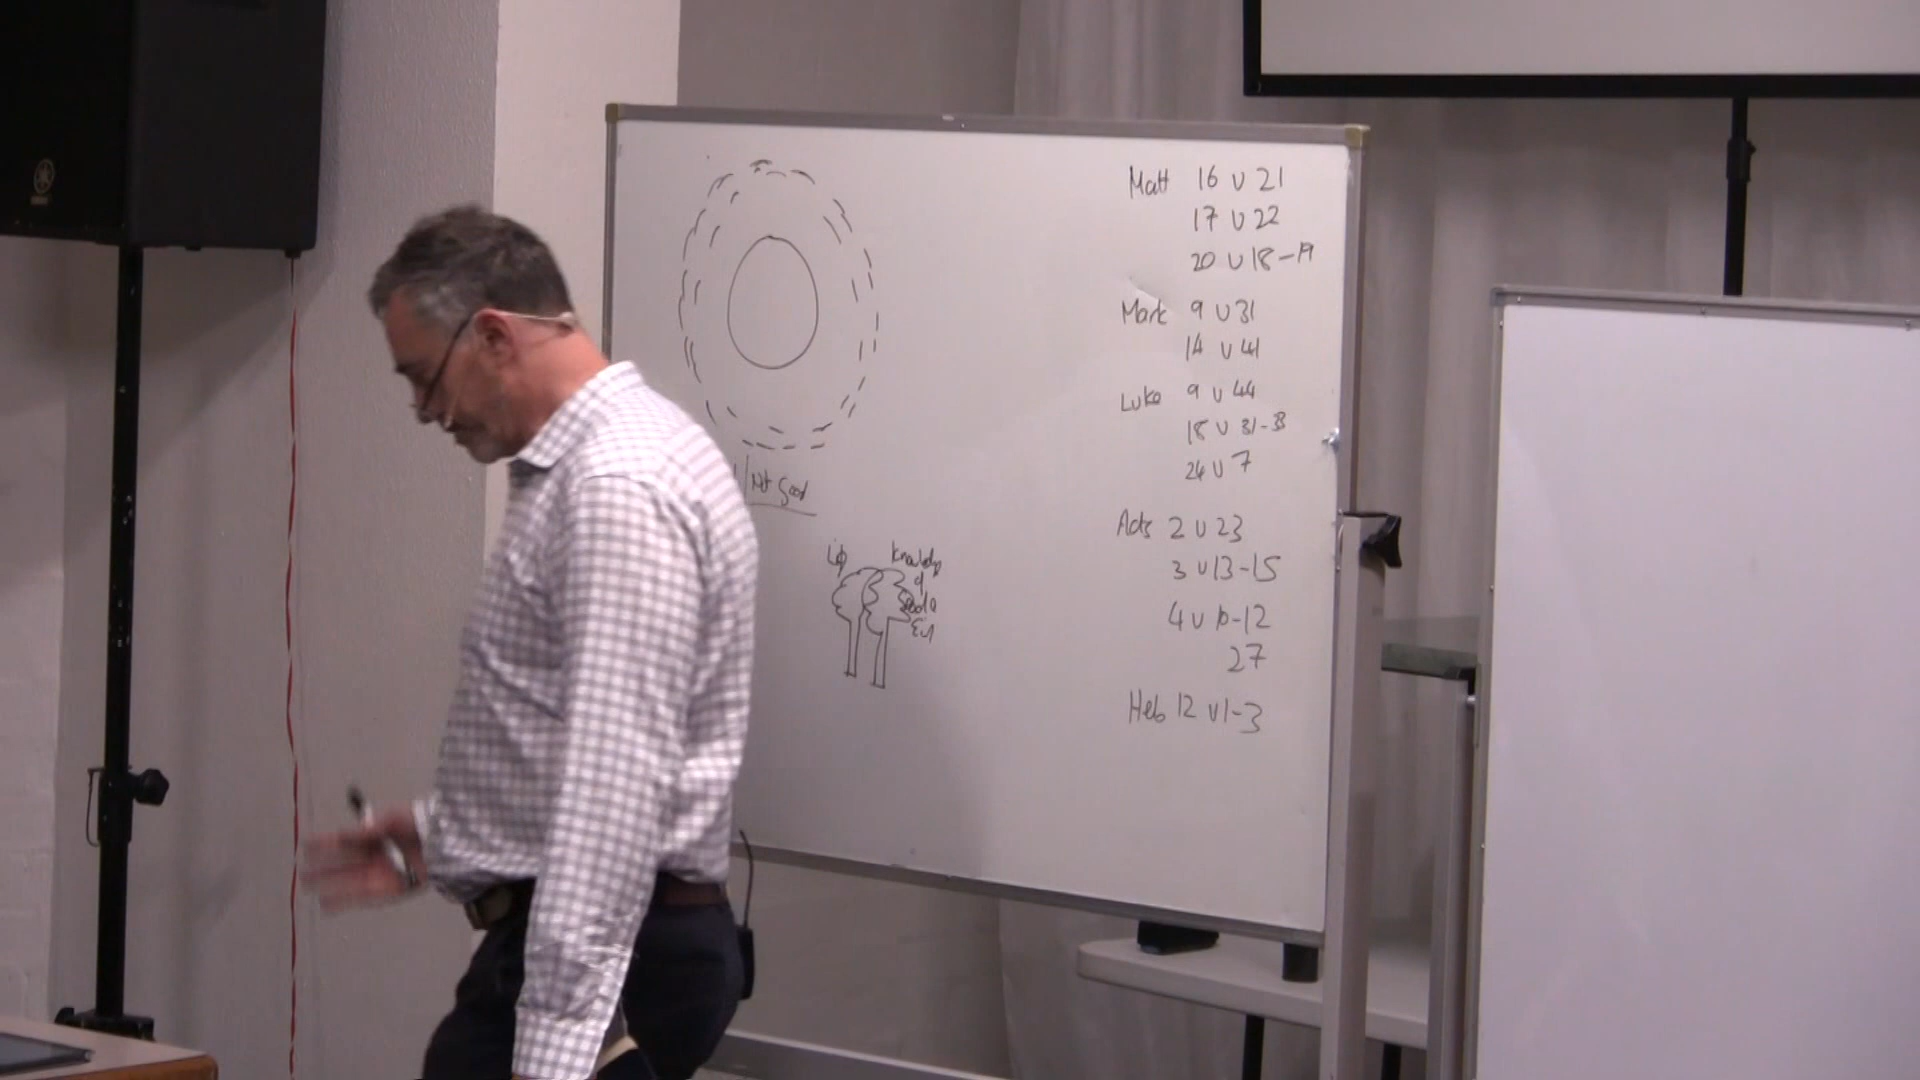 Matt 16 v 21
17 v 22
20 v 18-19
Mark 9 v 31
14 v 41
Luke 9 v 44
18 v 31-33
24 v 7
Acts 2 v 23
3 v 13-15
4 v 10-12
27
Heb 12 v 1-3
Not Good
Life
Knowledge
of
Good &
Evil